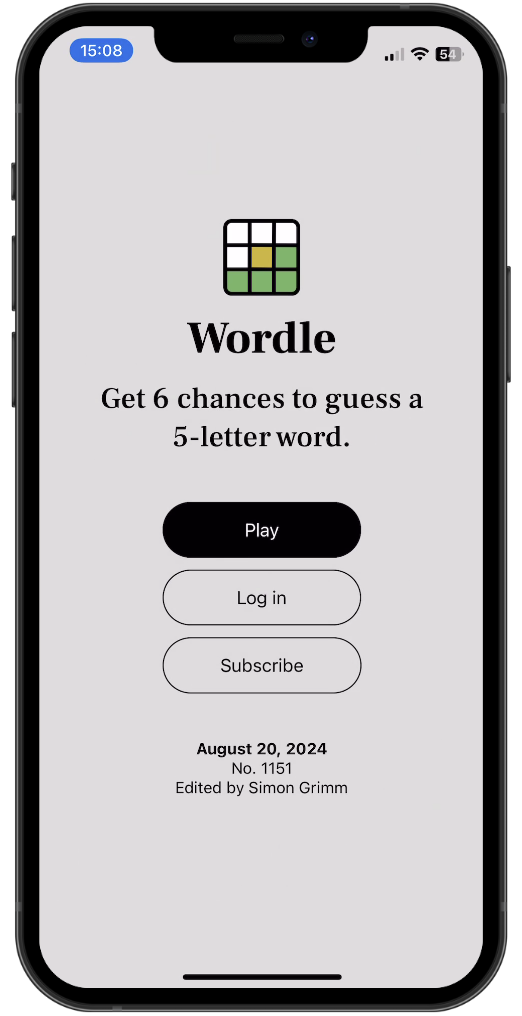 15:08
54
Wordle
Get 6 chances to guess a
5-letter word.
Play
Log in
Subscribe
August 20, 2024
No. 1151
Edited by Simon Grimm